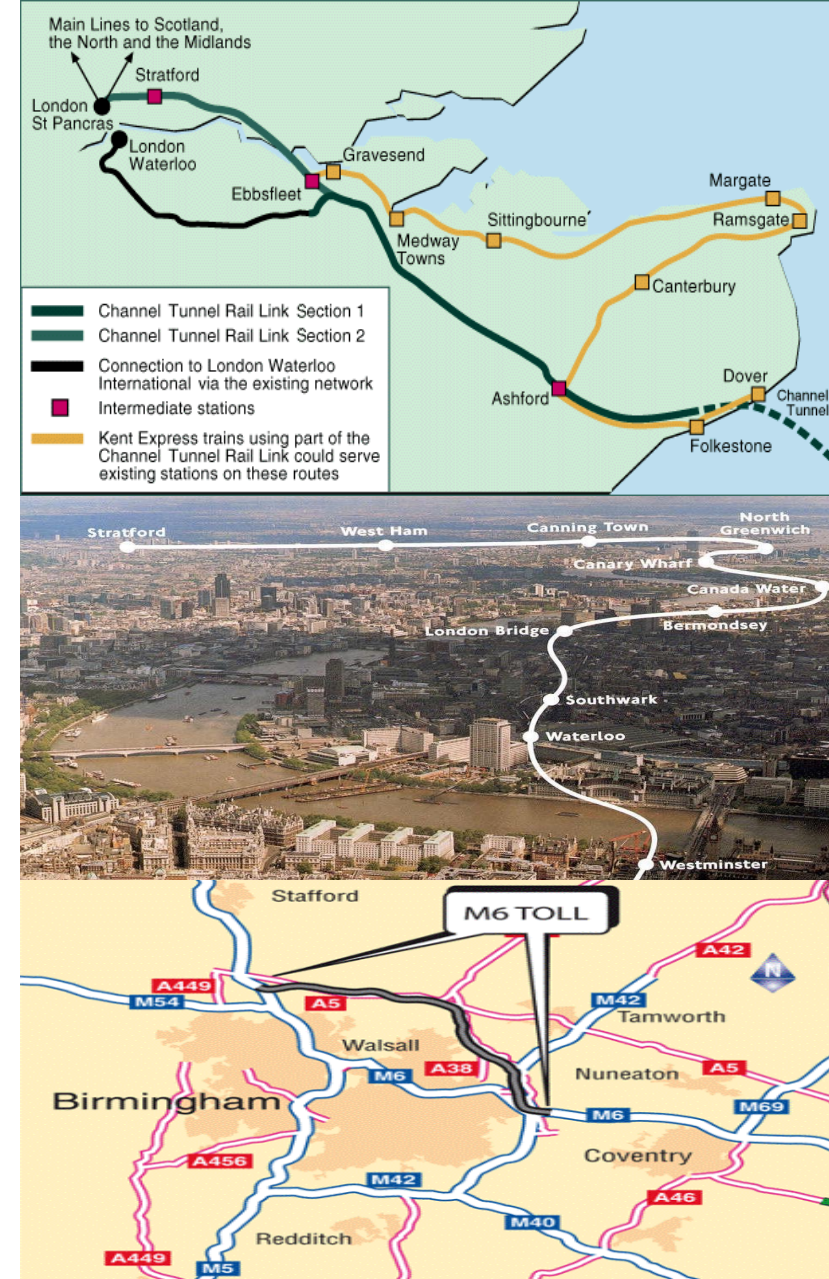 Main Lines to Scotland,
the North and the Midlands
Stratford
London
St Pancras
London
Waterloo
Gravesend
Ebbsfleet
Margate
Ramsgate
Sittingbourne
Medway
Towns
Canterbury
Channel Tunnel Rail Link Section 1
Channel Tunnel Rail Link Section 2
Connection to London Waterloo
International via the existing network
Intermediate stations
Kent Express trains using part of the
Channel Tunnel Rail Link could serve
existing stations on these routes
Ashford
Dover
Channel
Tunnel
Folkestone
Stratford
West Ham
Canning Town
North
Greenwich
Canary Wharf
Canada Water
Bermondsey
London Bridge
Southwark
Waterloo
Westminster
Stafford
M6 TOLL
A42
N
A449
M54
A5
M42
Tamworth
Walsall
A38
M6
Nuneaton
A5
Birmingham
M6
M69
A456
Coventry
M42
A46
M40
Redditch
A449
M5